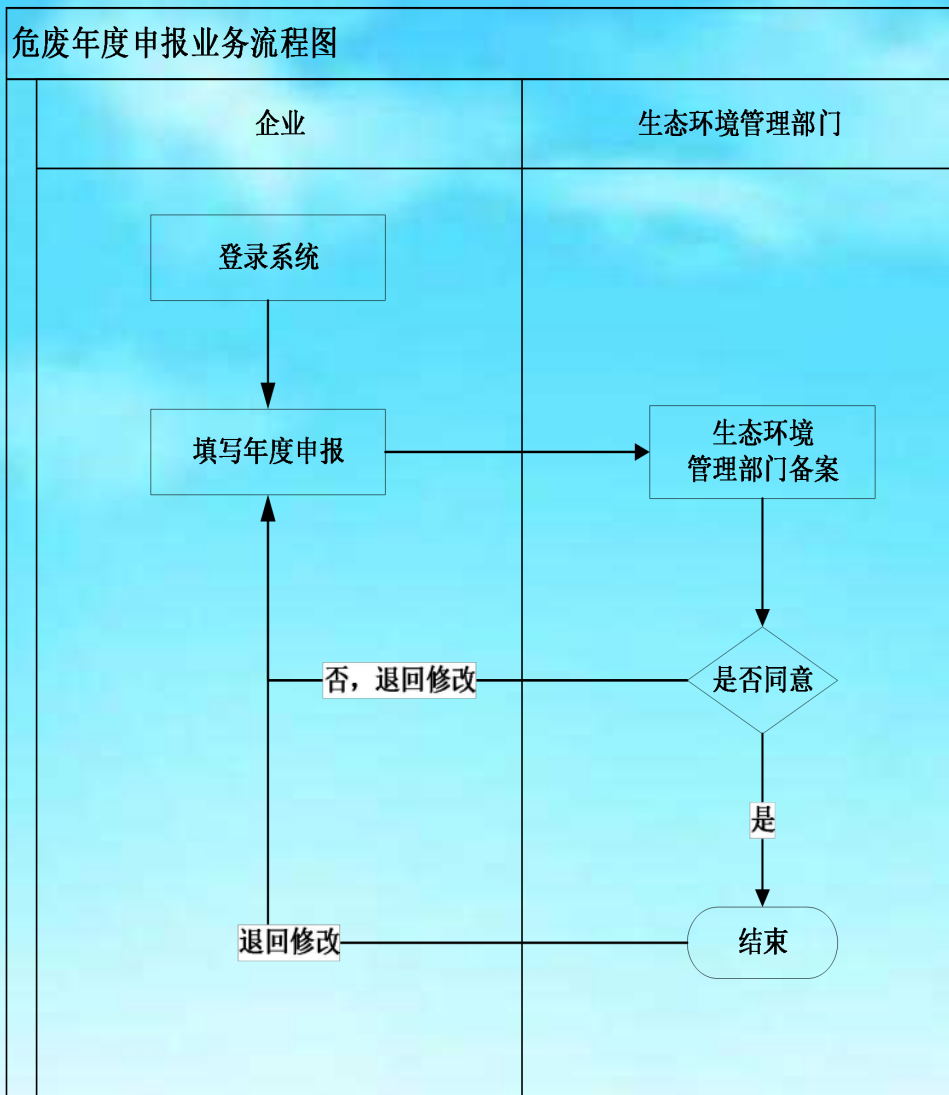 危废年度申报业务流程图
企业
生态环境管理部门
登录系统
填写年度申报
生态环境
管理部门备案
否，退回修改
是否同意
是
退回修改
结束